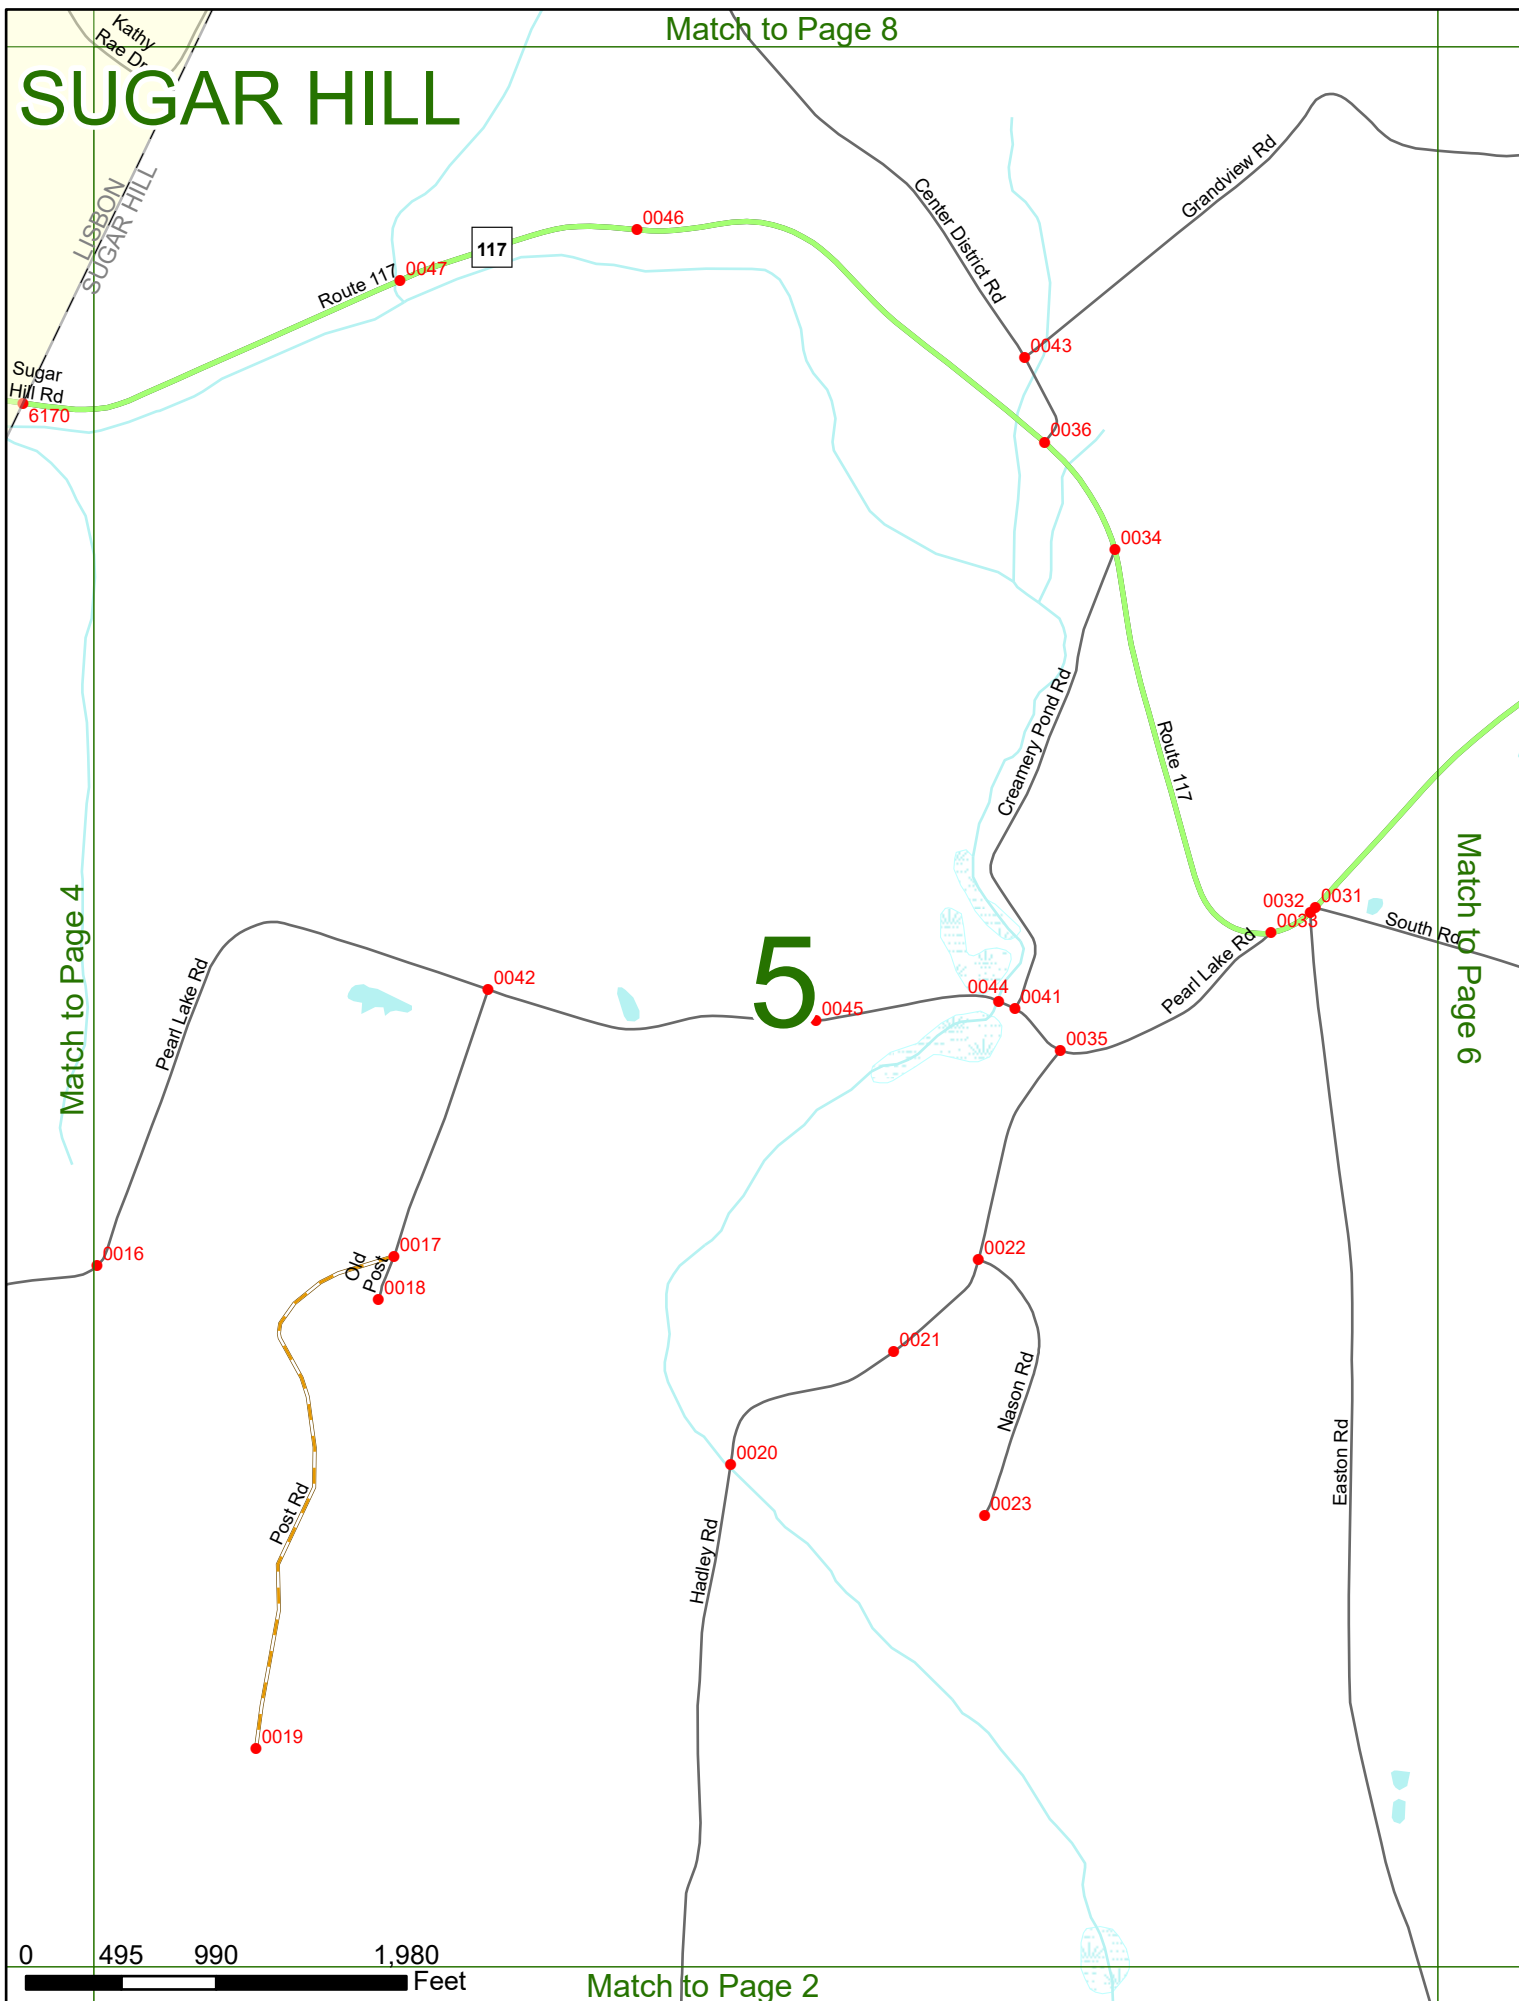 Match to Page 8
Kathy
Rae Dr
SUGAR HILL
LISBON
SUGAR HILL
Grandview Rd
Center District Rd
0046
117
0047
Route 117
0043
Sugar
Hill Rd
6170
0036
0034
Creamery Pond Rd
Route 117
Match to Page 4
Match to Page 6
0032
0031
0033
South Rd
Pearl Lake Rd
5
0042
0044
0041
0045
Pearl Lake Rd
0035
0016
0017
Old
Post
0018
0022
0021
Nason Rd
0020
Easton Rd
0023
Post Rd
Hadley Rd
0019
0 495 990 1,980
Feet
Match to Page 2